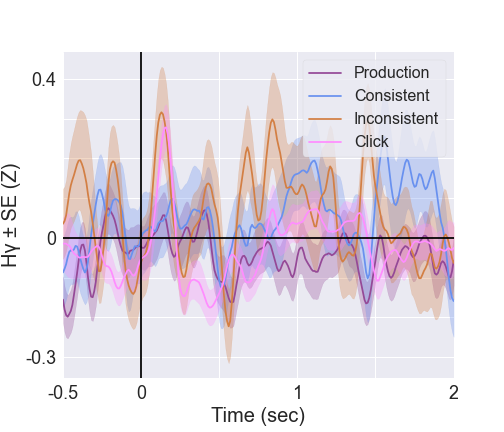 Production
Consistent
Inconsistent
Click
Hγ ± SE (Z)
0.4
0
-0.3
-0.5 0 1 2
Time (sec)